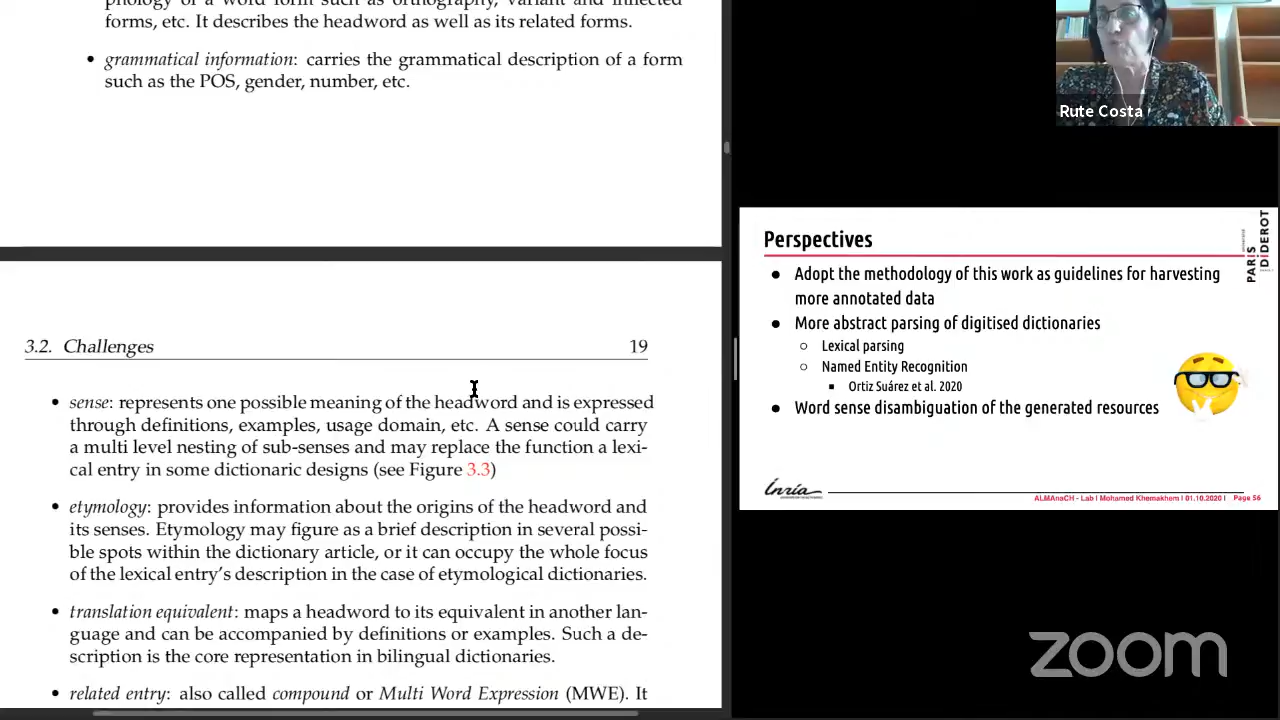 phology of a word form such as orthography, variant and inflected
forms, etc. It describes the headword as well as its related forms.
• grammatical information: carries the grammatical description of a form
such as the POS, gender, number, etc.
3.2. Challenges 19
• sense: represents one possible meaning of the headword and is expressed
through definitions, examples, usage domain, etc. A sense could carry
a multi level nesting of sub-senses and may replace the function a lexi-
cal entry in some dictionaric designs (see Figure 3.3)
• etymology: provides information about the origins of the headword and
its senses. Etymology may figure as a brief description in several possi-
ble spots within the dictionary article, or it can occupy the whole focus
of the lexical entry's description in the case of etymological dictionaries.
• translation equivalent: maps a headword to its equivalent in another lan-
guage and can be accompanied by definitions or examples. Such a de-
scription is the core representation in bilingual dictionaries.
• related entry: also called compound or Multi Word Expression (MWE). It
Rute Costa
Perspectives
PARIS
DIDEROT
• Adopt the methodology of this work as guidelines for harvesting
more annotated data
• More abstract parsing of digitised dictionaries
○ Lexical parsing
○ Named Entity Recognition
■ Ortiz Suárez et al. 2020
• Word sense disambiguation of the generated resources
Inria
ALMAnaCH - Lab | Mohamed Khemakhem | 01.10.2020 | Page 56
zoom